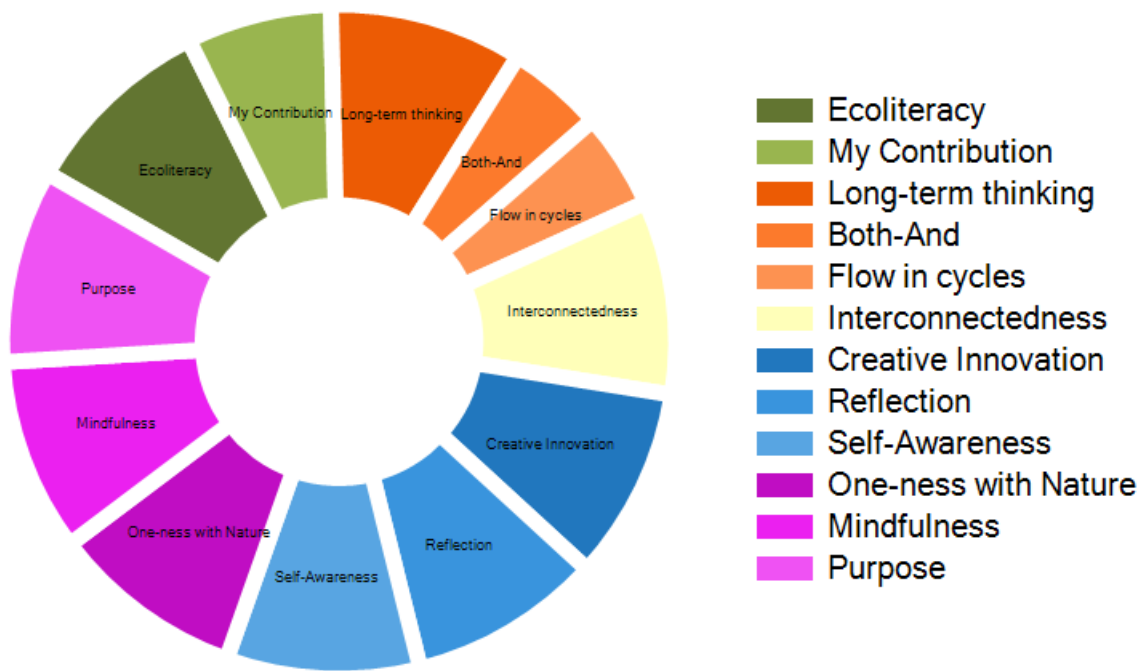 My Contribution
Long-term thinking
Both-And
Ecoliteracy
Flow in cycles
Purpose
Interconnectedness
Mindfulness
Creative Innovation
One-ness with Nature
Reflection
Self-Awareness
Ecoliteracy
My Contribution
Long-term thinking
Both-And
Flow in cycles
Interconnectedness
Creative Innovation
Reflection
Self-Awareness
One-ness with Nature
Mindfulness
Purpose